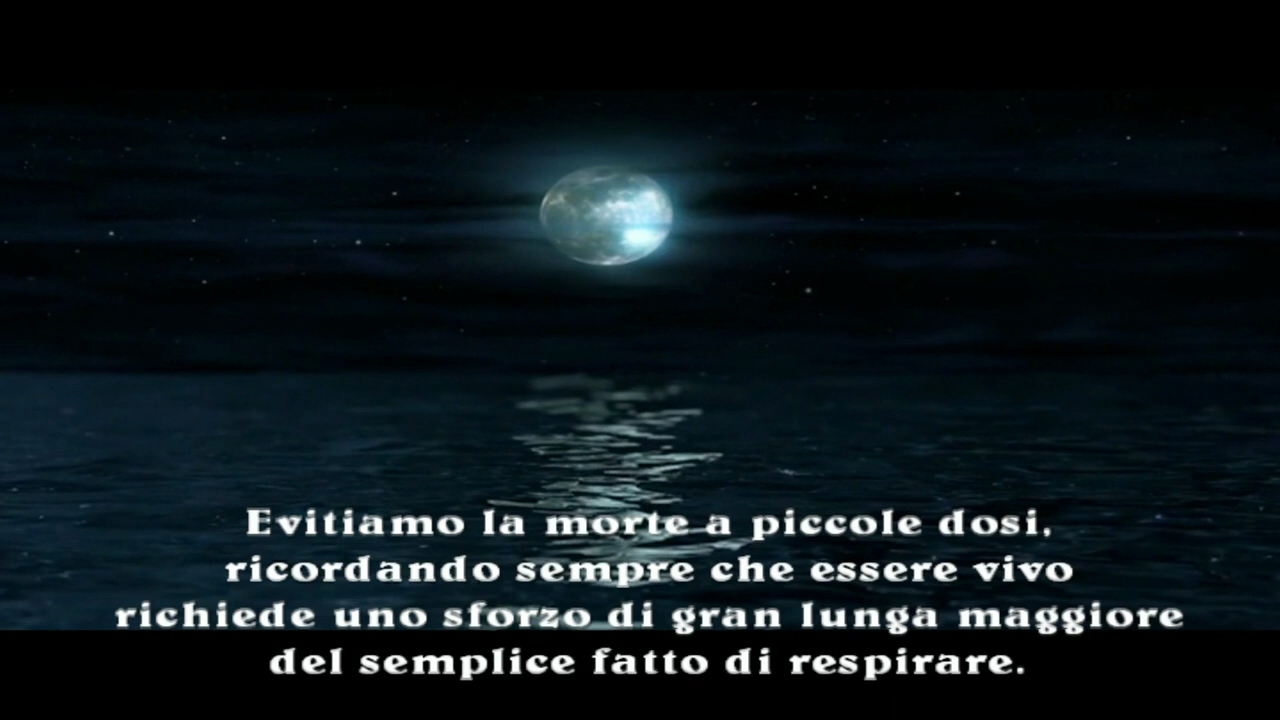 Evitiamo la morte a piccole dosi,
ricordando sempre che essere vivo
richiede uno sforzo di gran lunga maggiore
del semplice fatto di respirare.